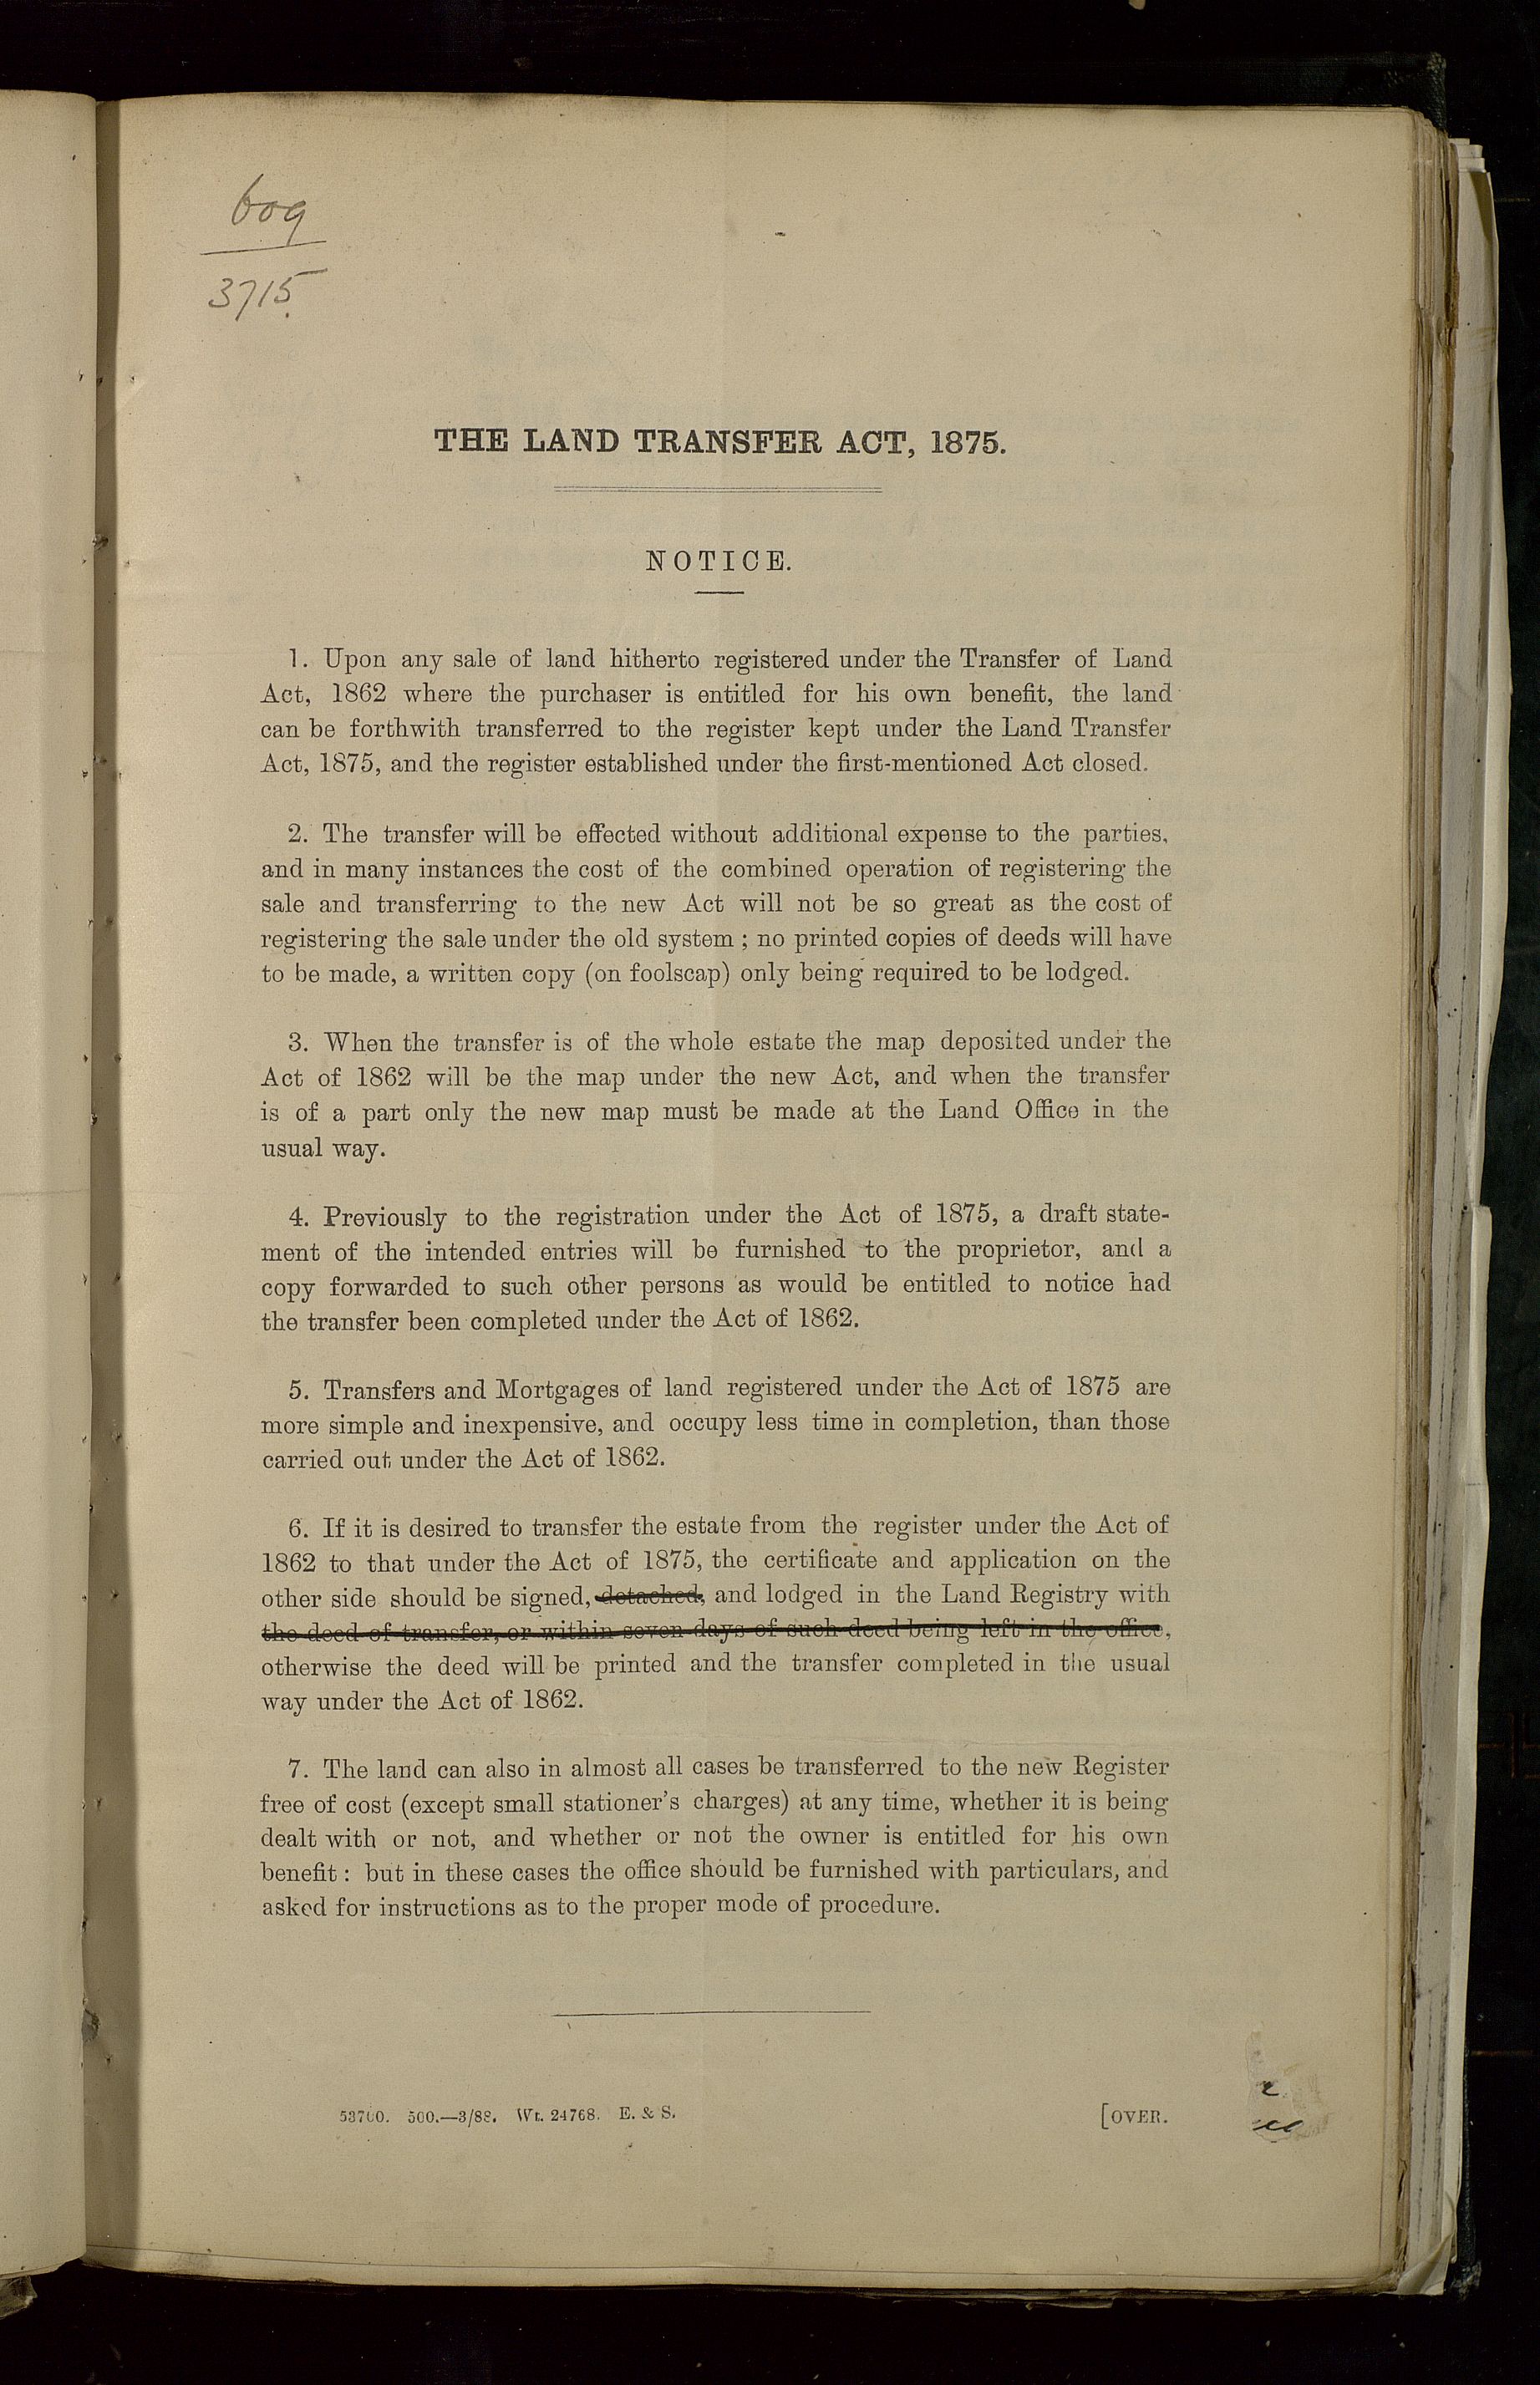 609
3715.
THE LAND TRANSFER ACT, 1875.
NOTICE.
1. Upon any sale of land hitherto registered under the Transfer of Land
Act, 1862 where the purchaser is entitled for his own benefit, the land
can be forthwith transferred to the register kept under the Land Transfer
Act, 1875, and the register established under the first-mentioned Act closed.
2. The transfer will be effected without additional expense to the parties,
and in many instances the cost of the combined operation of registering the
sale and transferring to the new Act will not be so great as the cost of
registering the sale under the old system ; no printed copies of deeds will have
to be made, a written copy (on foolscap) only being required to be lodged.
3. When the transfer is of the whole estate the map deposited under the
Act of 1862 will be the map under the new Act, and when the transfer
is of a part only the new map must be made at the Land Office in the
usual way.
4. Previously to the registration under the Act of 1875, a draft state-
ment of the intended entries will be furnished to the proprietor, and a
copy forwarded to such other persons as would be entitled to notice had
the transfer been completed under the Act of 1862.
5. Transfers and Mortgages of land registered under the Act of 1875 are
more simple and inexpensive, and occupy less time in completion, than those
carried out under the Act of 1862.
6. If it is desired to transfer the estate from the register under the Act of
1862 to that under the Act of 1875, the certificate and application on the
other side should be signed, detached, and lodged in the Land Registry with
the deed of transfer, or within seven days of such deed being left in the office,
otherwise the deed will be printed and the transfer completed in the usual
way under the Act of 1862.
7. The land can also in almost all cases be transferred to the new Register
free of cost (except small stationer's charges) at any time, whether it is being
dealt with or not, and whether or not the owner is entitled for his own
benefit : but in these cases the office should be furnished with particulars, and
asked for instructions as to the proper mode of procedure.
53700. 500.—3/88. Wt. 24768. E. & S.
[OVER.